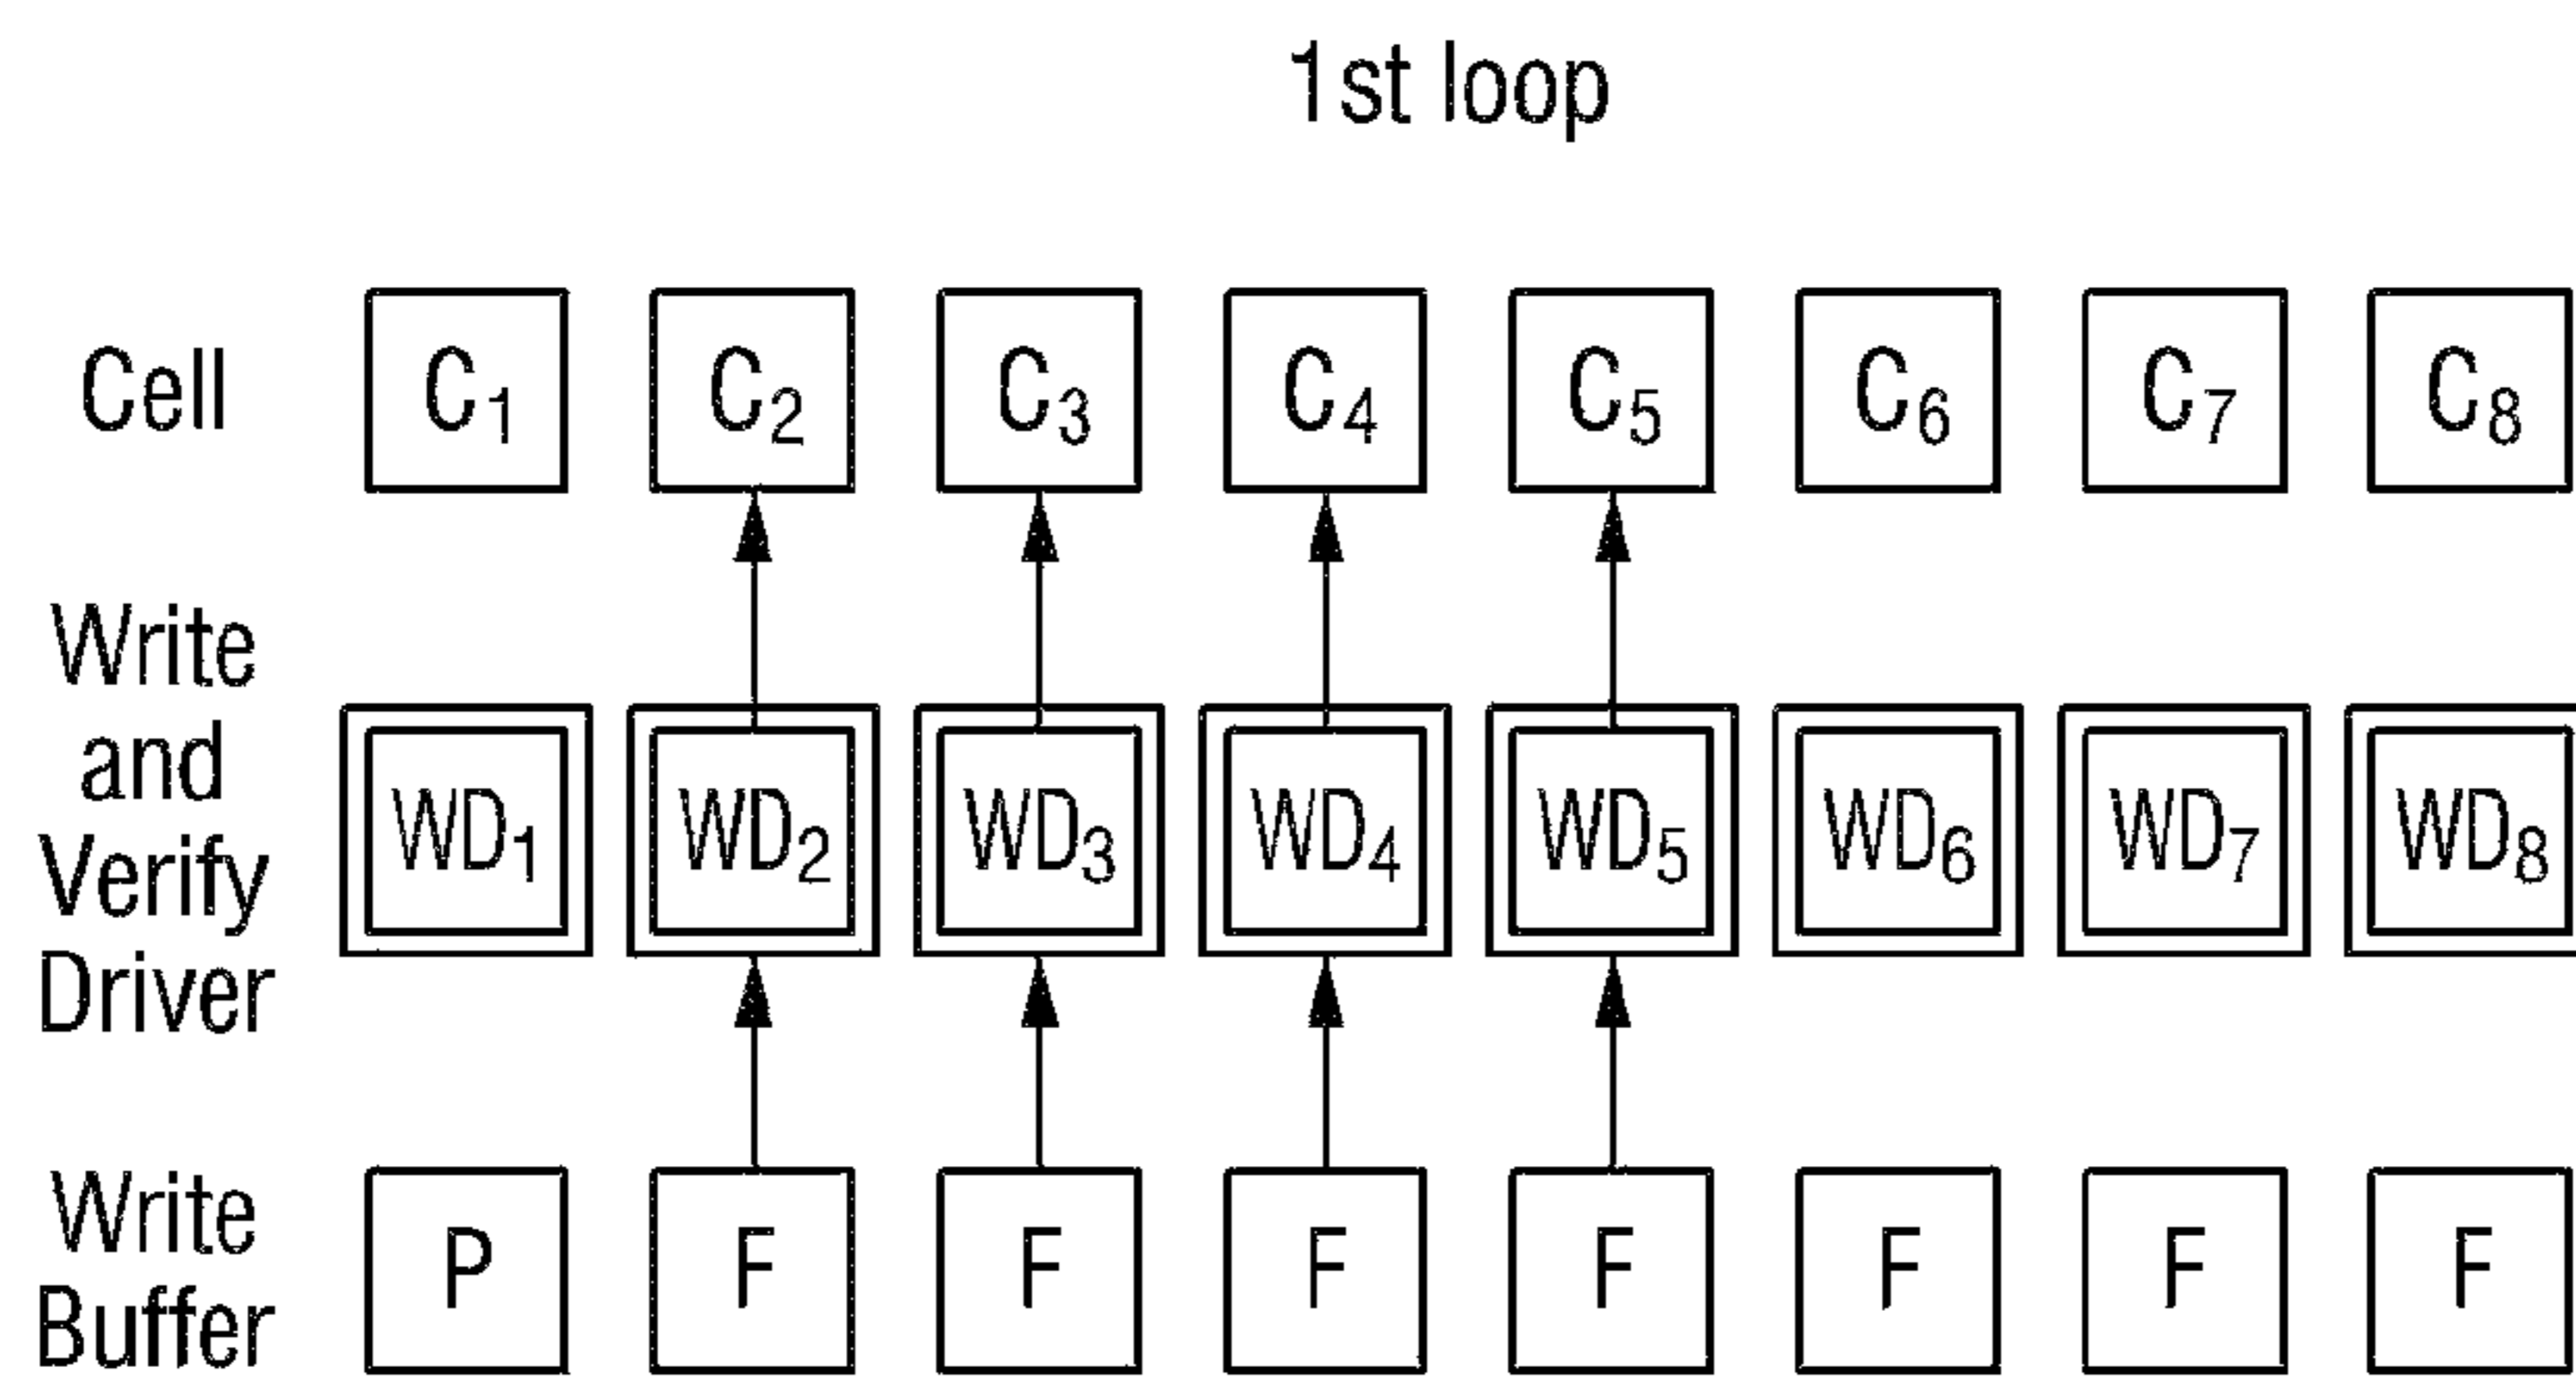 1st loop
Cell C₁ C₂ C₃ C₄ C₅ C₆ C₇ C₈
Write
and
Verify
Driver
WD₁ WD₂ WD₃ WD₄ WD₅ WD₆ WD₇ WD₈
Write
Buffer
P F F F F F F F